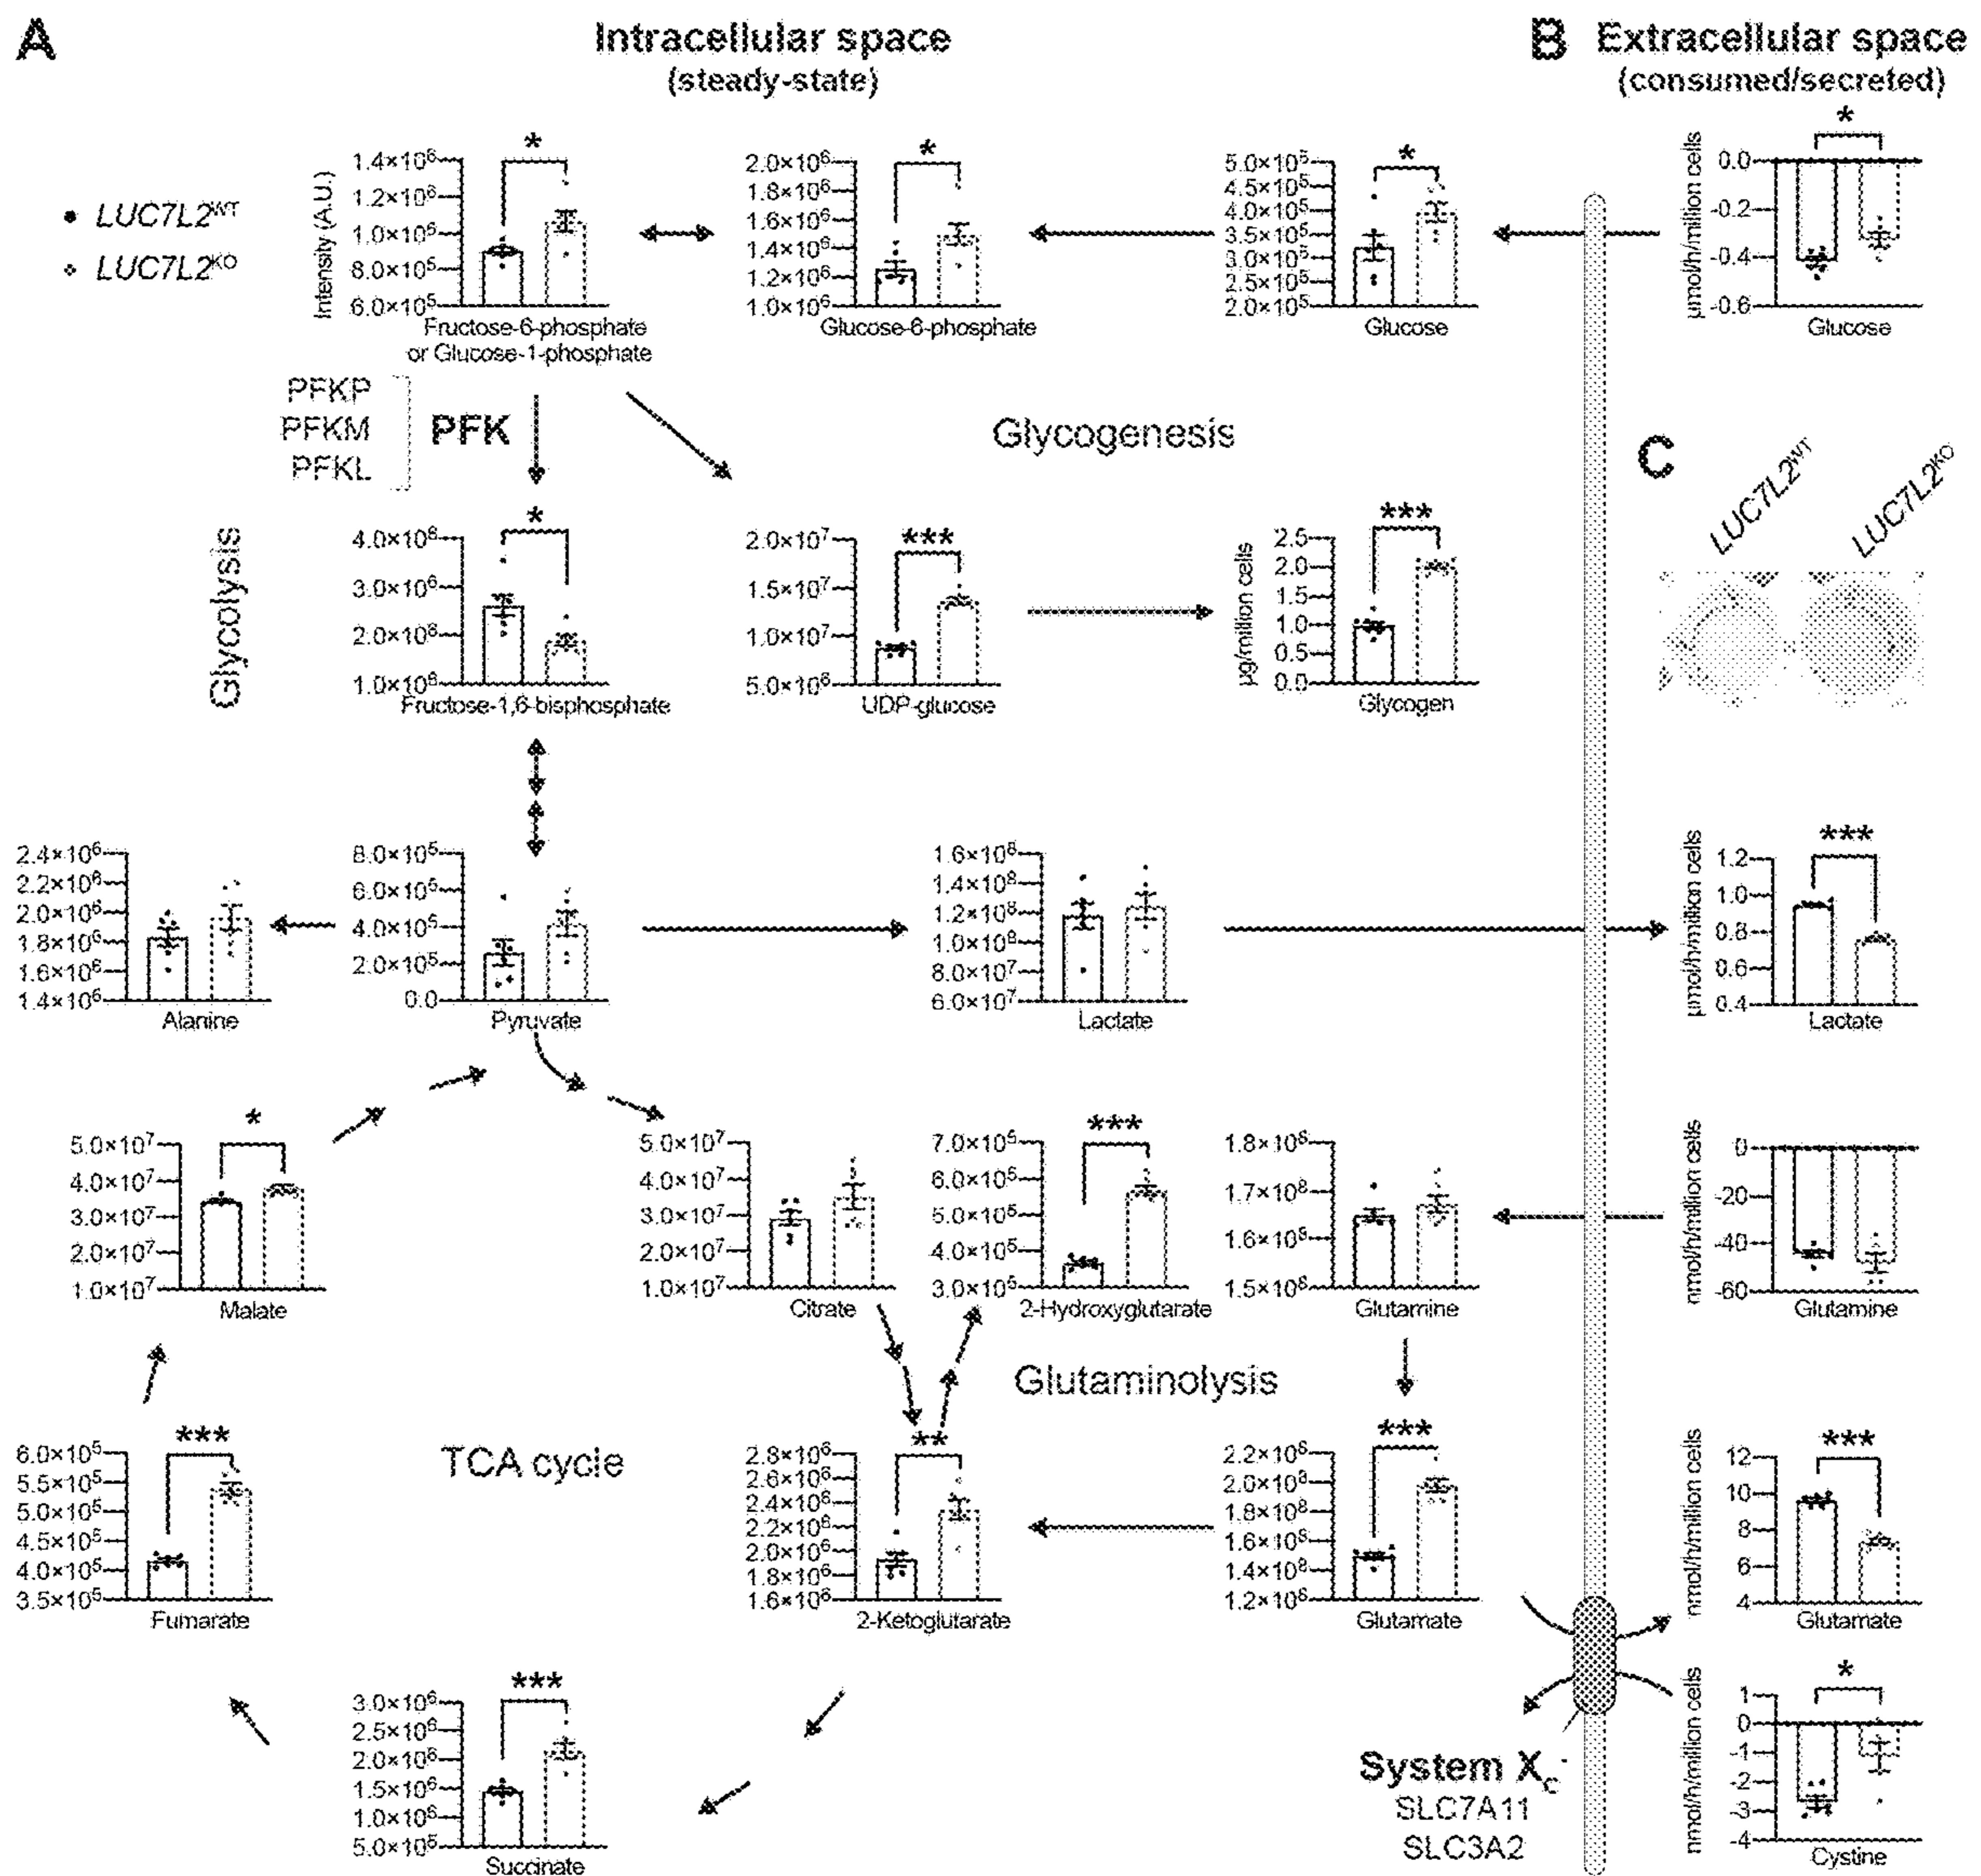 A
Intracellular space
(steady-state)
B
Extracellular space
(consumed/secreted)
LUC7L2WT
LUC7L2KO
Intensity (A.U.)
*
1.4×10⁶
1.2×10⁶
1.0×10⁶
8.0×10⁵
6.0×10⁵
Fructose-6-phosphate
or Glucose-1-phosphate
*
2.0×10⁶
1.8×10⁶
1.6×10⁶
1.4×10⁶
1.2×10⁶
1.0×10⁶
Glucose-6-phosphate
*
5.0×10⁵
4.5×10⁵
4.0×10⁵
3.5×10⁵
3.0×10⁵
2.5×10⁵
2.0×10⁵
Glucose
*
µmol/h/million cells
0.0
-0.2
-0.4
-0.6
Glucose
PFKP
PFKM
PFKL
PFK
Glycogenesis
C
LUC7L2WT
LUC7L2KO
Glycolysis
*
4.0×10⁶
3.0×10⁶
2.0×10⁶
1.0×10⁶
Fructose-1,6-bisphosphate
***
2.0×10⁷
1.5×10⁷
1.0×10⁷
5.0×10⁶
UDP-glucose
***
µg/million cells
2.5
2.0
1.5
1.0
0.5
0.0
Glycogen
2.4×10⁶
2.2×10⁶
2.0×10⁶
1.8×10⁶
1.6×10⁶
1.4×10⁶
Alanine
8.0×10⁵
6.0×10⁵
4.0×10⁵
2.0×10⁵
0.0
Pyruvate
1.6×10⁸
1.4×10⁸
1.2×10⁸
1.0×10⁸
8.0×10⁷
6.0×10⁷
Lactate
***
µmol/h/million cells
1.2
1.0
0.8
0.6
0.4
Lactate
*
5.0×10⁷
4.0×10⁷
3.0×10⁷
2.0×10⁷
1.0×10⁷
Malate
5.0×10⁷
4.0×10⁷
3.0×10⁷
2.0×10⁷
1.0×10⁷
Citrate
***
7.0×10⁵
6.0×10⁵
5.0×10⁵
4.0×10⁵
3.0×10⁵
2-Hydroxyglutarate
1.8×10⁸
1.7×10⁸
1.6×10⁸
1.5×10⁸
Glutamine
nmol/h/million cells
0
-20
-40
-60
Glutamine
Glutaminolysis
TCA cycle
***
6.0×10⁵
5.5×10⁵
5.0×10⁵
4.5×10⁵
4.0×10⁵
3.5×10⁵
Fumarate
**
2.8×10⁶
2.6×10⁶
2.4×10⁶
2.2×10⁶
2.0×10⁶
1.8×10⁶
1.6×10⁶
2-Ketoglutarate
***
2.2×10⁸
2.0×10⁸
1.8×10⁸
1.6×10⁸
1.4×10⁸
1.2×10⁸
Glutamate
***
nmol/h/million cells
12
10
8
6
4
Glutamate
***
3.0×10⁶
2.5×10⁶
2.0×10⁶
1.5×10⁶
1.0×10⁶
5.0×10⁵
Succinate
System XC-
SLC7A11
SLC3A2
*
nmol/h/million cells
1
0
-1
-2
-3
-4
Cystine